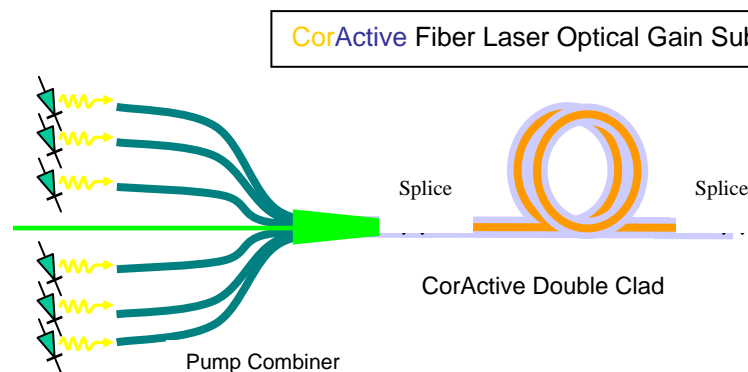 CorActive Fiber Laser Optical Gain Sub
Splice
Splice
CorActive Double Clad
Pump Combiner